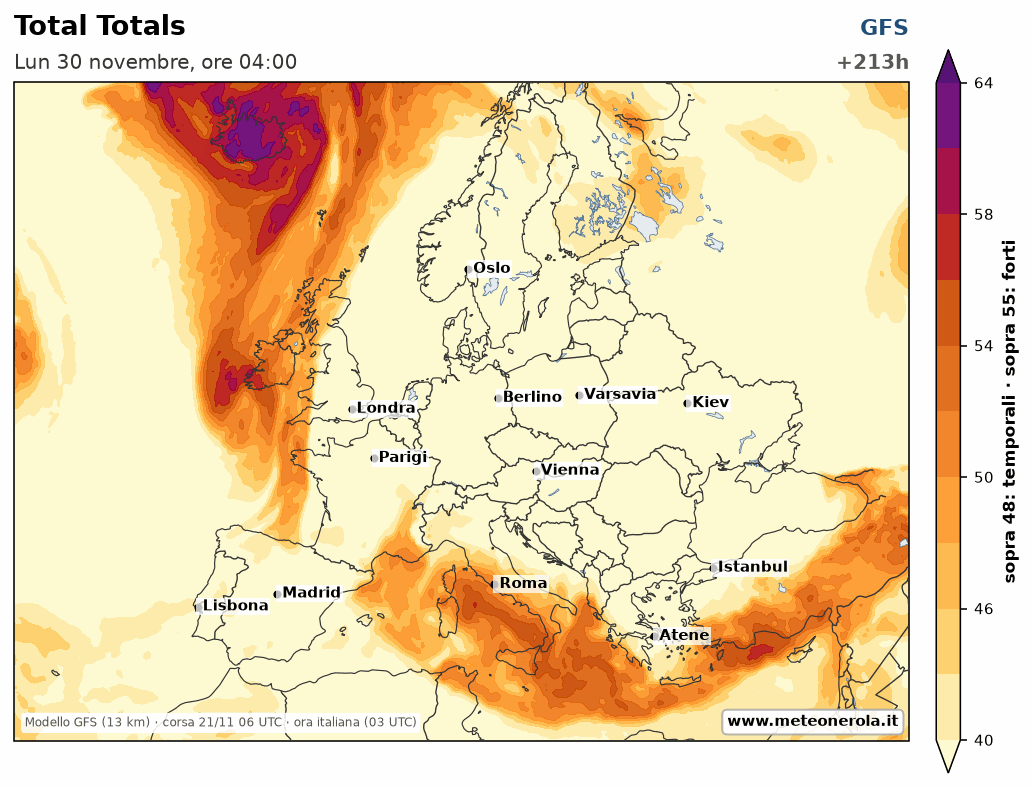 Total Totals
GFS
Lun 30 novembre, ore 04:00
+213h
64
58
54
50
46
40
sopra 48: temporali · sopra 55: forti
Oslo
Berlino
Varsavia
Kiev
Londra
Parigi
Vienna
Istanbul
Roma
Madrid
Lisbona
Atene
Modello GFS (13 km) · corsa 21/11 06 UTC · ora italiana (03 UTC)
www.meteonerola.it